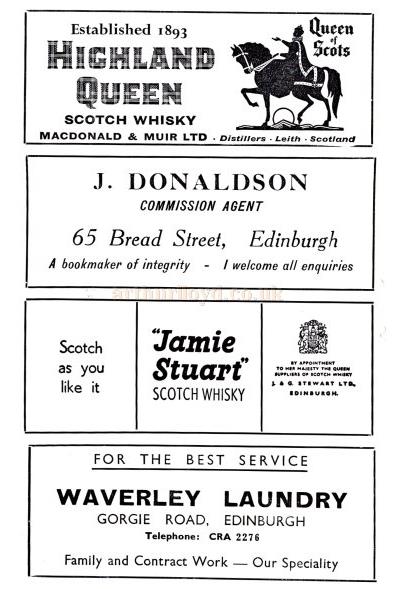 Established 1893
HIGHLAND
QUEEN
SCOTCH WHISKY
MACDONALD & MUIR LTD · Distillers · Leith · Scotland
Queen
of
Scots
J. DONALDSON
COMMISSION AGENT
65 Bread Street, Edinburgh
A bookmaker of integrity - I welcome all enquiries
arthurlloyd.co.uk
Scotch
as you
like it
"Jamie
Stuart"
SCOTCH WHISKY
BY APPOINTMENT
TO HER MAJESTY THE QUEEN
SUPPLIERS OF SCOTCH WHISKY
J. & G. STEWART LTD.,
EDINBURGH.
FOR THE BEST SERVICE
WAVERLEY LAUNDRY
GORGIE ROAD, EDINBURGH
Telephone: CRA 2276
Family and Contract Work — Our Speciality